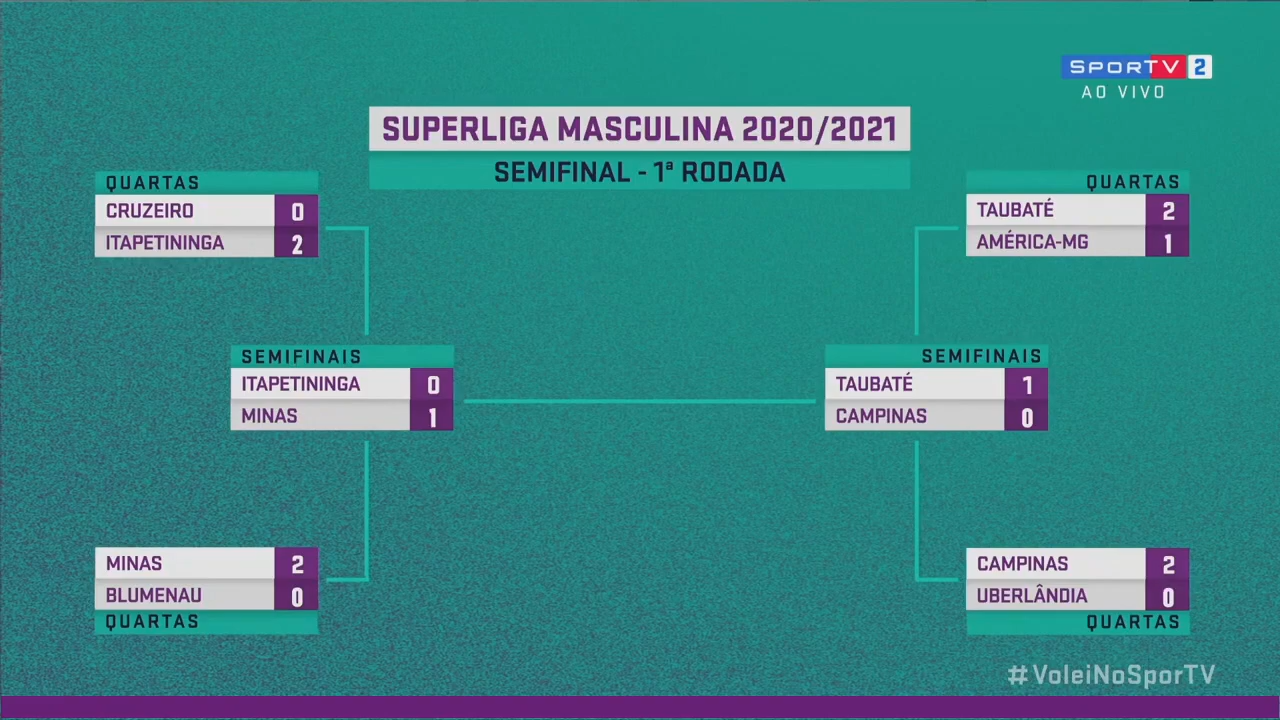 SPORTV 2
AO VIVO
SUPERLIGA MASCULINA 2020/2021
SEMIFINAL - 1ª RODADA
QUARTAS
CRUZEIRO 0
ITAPETININGA 2
QUARTAS
TAUBATÉ 2
AMÉRICA-MG 1
SEMIFINAIS
ITAPETININGA 0
MINAS 1
SEMIFINAIS
TAUBATÉ 1
CAMPINAS 0
MINAS 2
BLUMENAU 0
QUARTAS
CAMPINAS 2
UBERLÂNDIA 0
QUARTAS
#VoleiNoSporTV